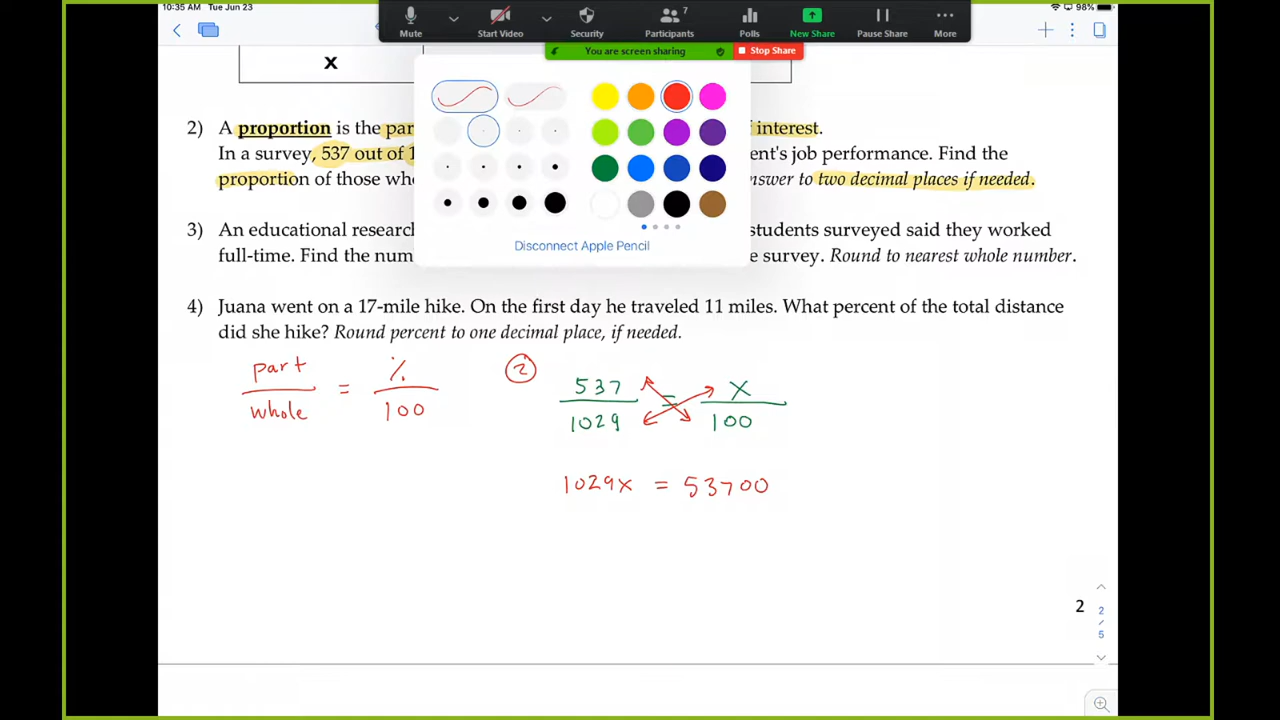 10:35 AM Tue Jun 23
98%
Mute
Start Video
Security
7
Participants
Polls
New Share
Pause Share
More
You are screen sharing
Stop Share
x
2) A proportion is the par interest.
In a survey, 537 out of 1 ent's job performance. Find the
proportion of those who nswer to two decimal places if needed.
3) An educational researc students surveyed said they worked
full-time. Find the num e survey. Round to nearest whole number.
Disconnect Apple Pencil
4) Juana went on a 17-mile hike. On the first day he traveled 11 miles. What percent of the total distance
did she hike? Round percent to one decimal place, if needed.
part
whole
=
%
100
2
537
1029
=
x
100
1029x = 53700
2
2
/
5